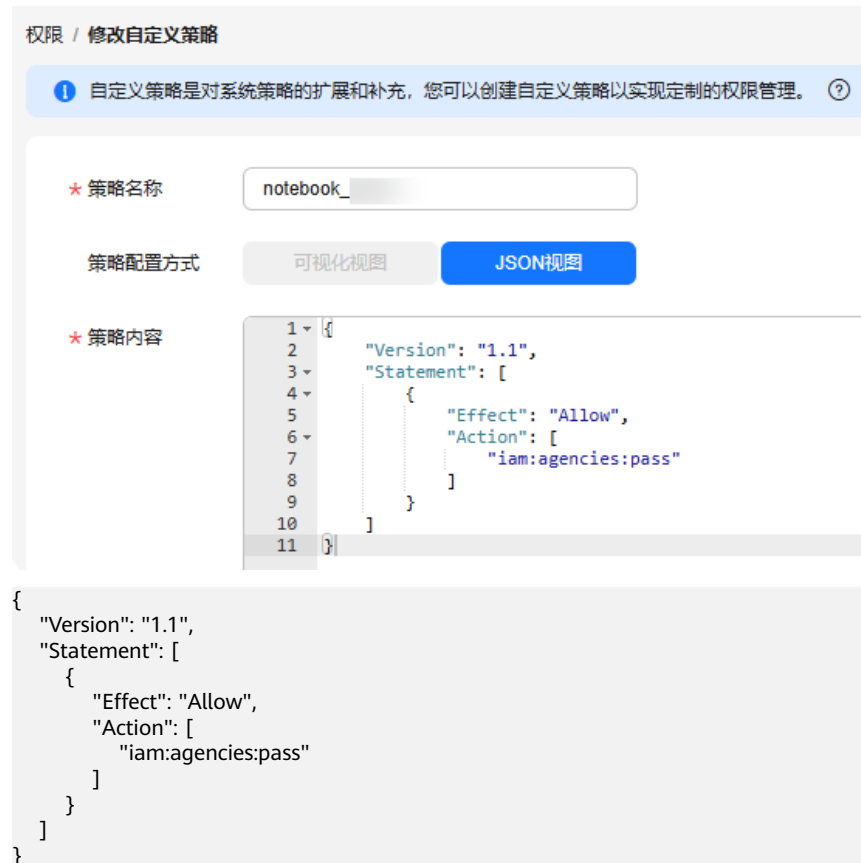 权限 / 修改自定义策略
自定义策略是对系统策略的扩展和补充，您可以创建自定义策略以实现定制的权限管理。 ?
* 策略名称 notebook_
策略配置方式 可视化视图 JSON视图
* 策略内容
1 {
2 "Version": "1.1",
3 "Statement": [
4 {
5 "Effect": "Allow",
6 "Action": [
7 "iam:agencies:pass"
8 ]
9 }
10 ]
11 }
{
"Version": "1.1",
"Statement": [
{
"Effect": "Allow",
"Action": [
"iam:agencies:pass"
]
}
]
}